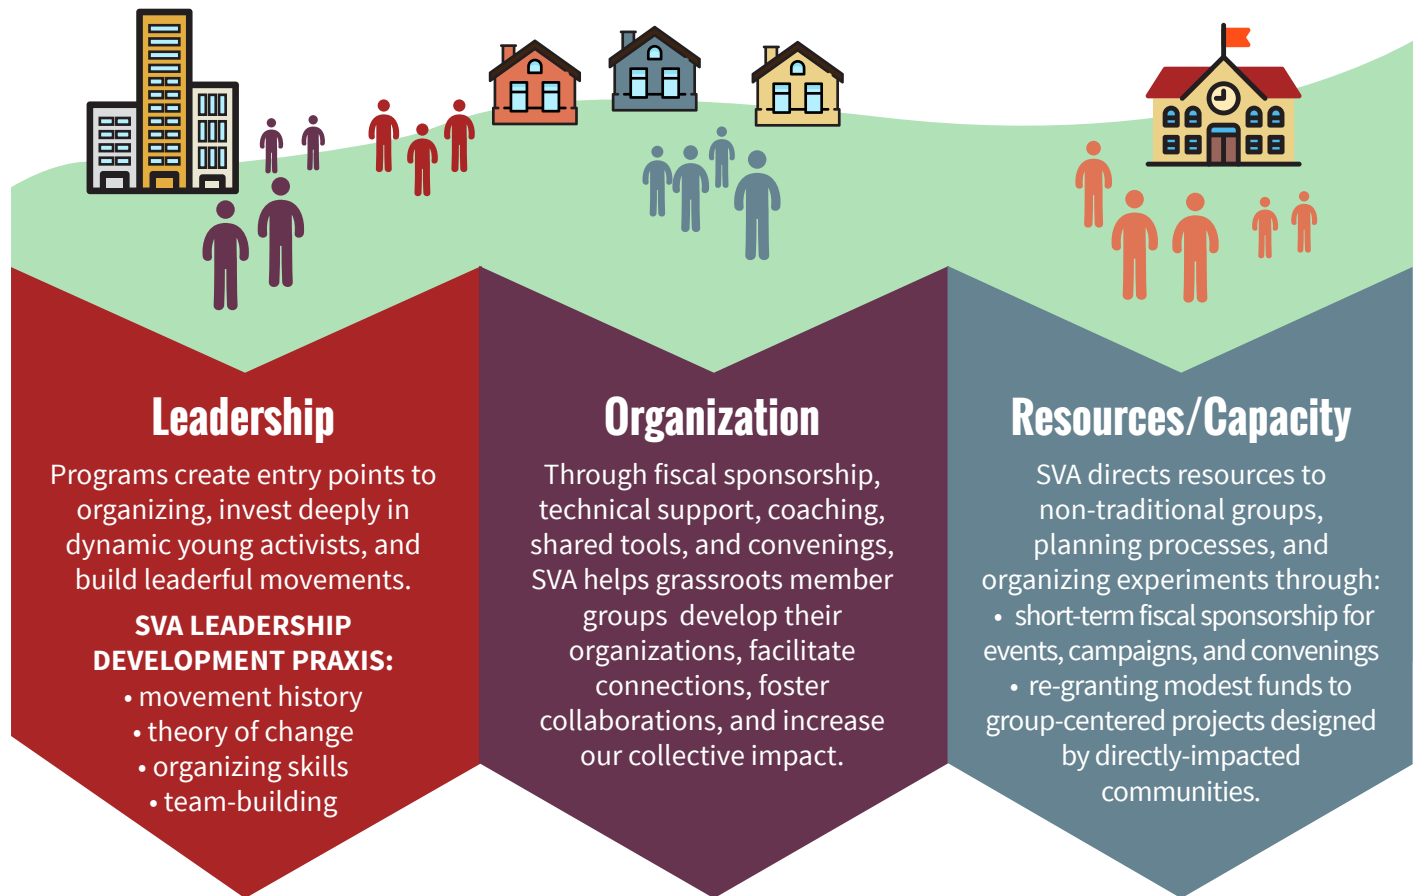 Leadership
Programs create entry points to
organizing, invest deeply in
dynamic young activists, and
build leaderful movements.
SVA LEADERSHIP
DEVELOPMENT PRAXIS:
• movement history
• theory of change
• organizing skills
• team-building
Organization
Through fiscal sponsorship,
technical support, coaching,
shared tools, and convenings,
SVA helps grassroots member
groups develop their
organizations, facilitate
connections, foster
collaborations, and increase
our collective impact.
Resources/Capacity
SVA directs resources to
non-traditional groups,
planning processes, and
organizing experiments through:
• short-term fiscal sponsorship for
events, campaigns, and convenings
• re-granting modest funds to
group-centered projects designed
by directly-impacted
communities.